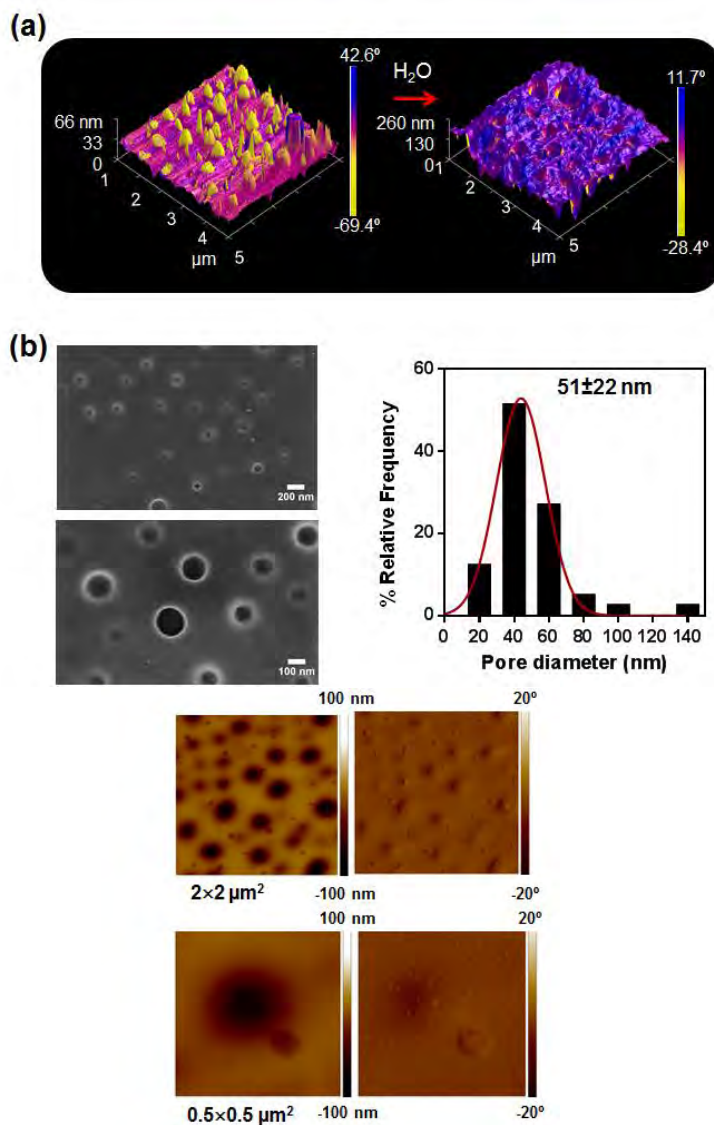 (a)
42.6º
66 nm
33
0
1
2
3
4
5
µm
-69.4º
H2O
11.7º
260 nm
130
0
1
2
3
4
5
µm
-28.4º
(b)
200 nm
100 nm
60
40
20
0
% Relative Frequency
51±22 nm
0 20 40 60 80 100 120 140
Pore diameter (nm)
100 nm 20º
2×2 µm²
-100 nm -20º
100 nm 20º
0.5×0.5 µm²
-100 nm -20º